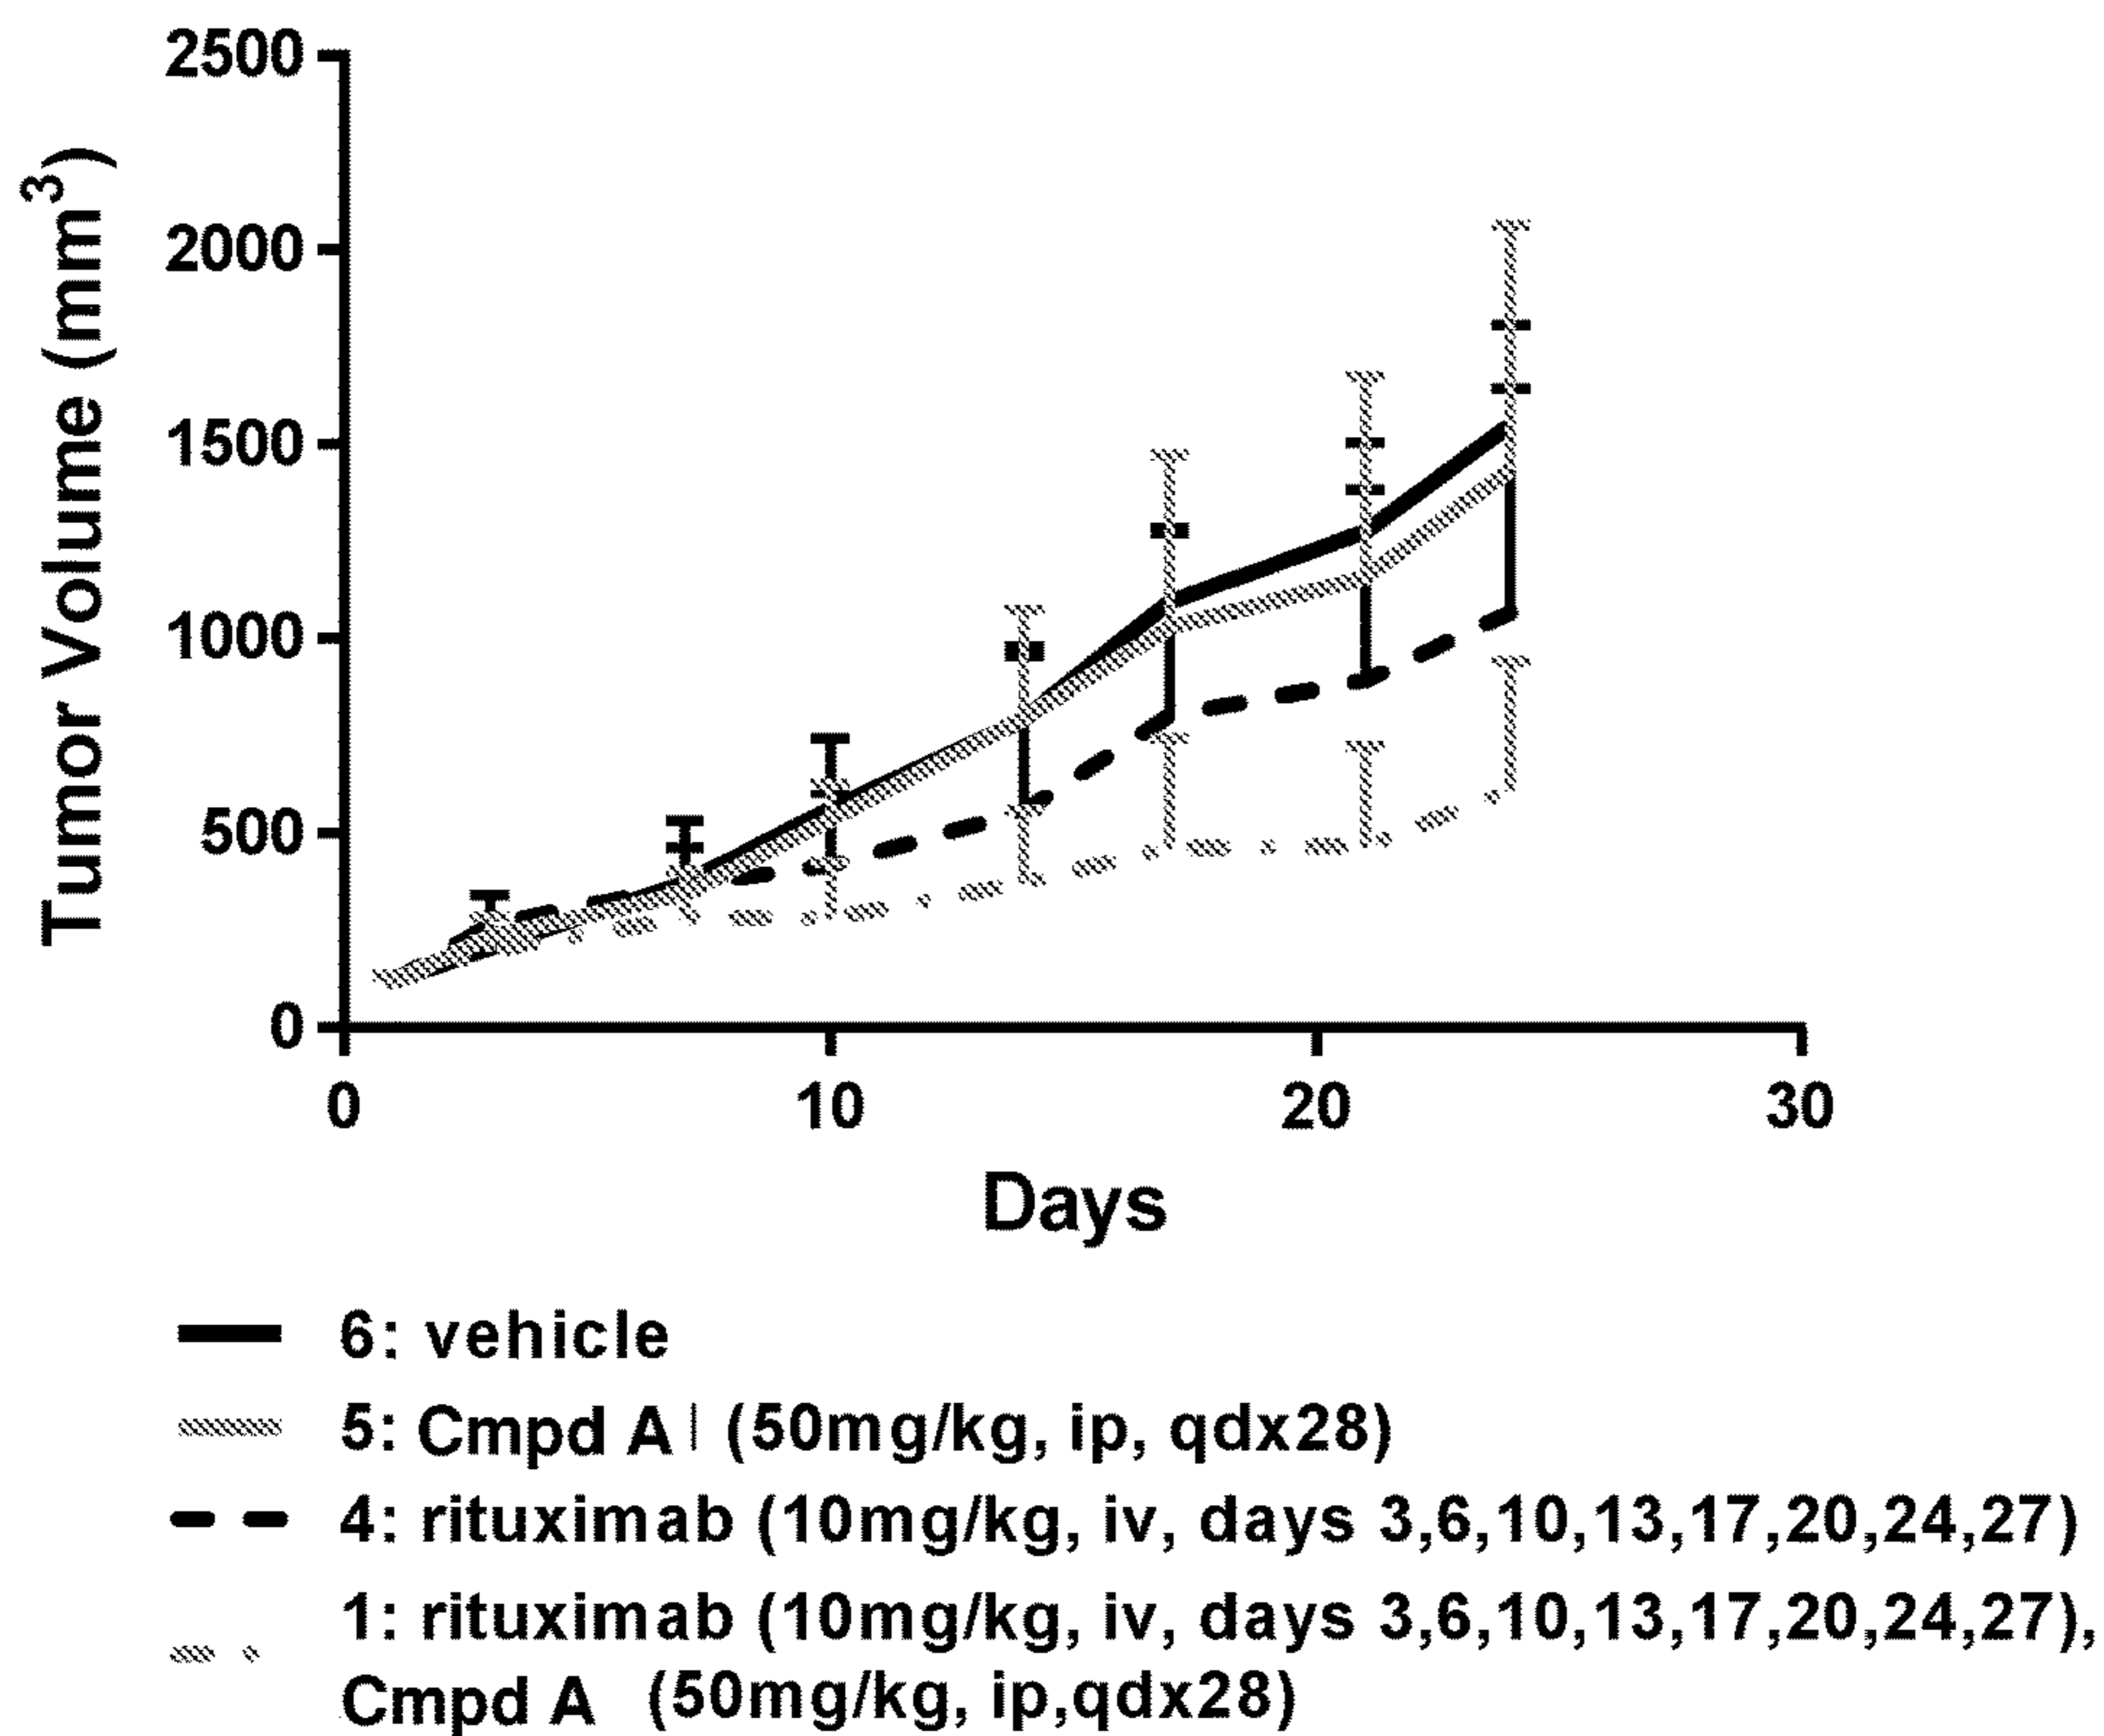 2500
2000
1500
1000
500
0
Tumor Volume (mm³)
0 10 20 30
Days
6: vehicle
5: Cmpd A (50mg/kg, ip, qdx28)
4: rituximab (10mg/kg, iv, days 3,6,10,13,17,20,24,27)
1: rituximab (10mg/kg, iv, days 3,6,10,13,17,20,24,27),
Cmpd A (50mg/kg, ip,qdx28)